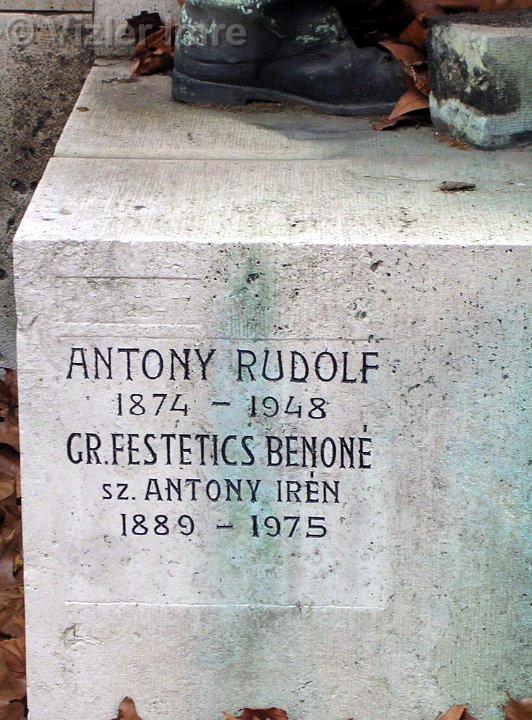 © Vizler Imre
ANTONY RUDOLF
1874 - 1948
GR. FESTETICS BENONÉ
SZ. ANTONY IRÉN
1889 - 1975